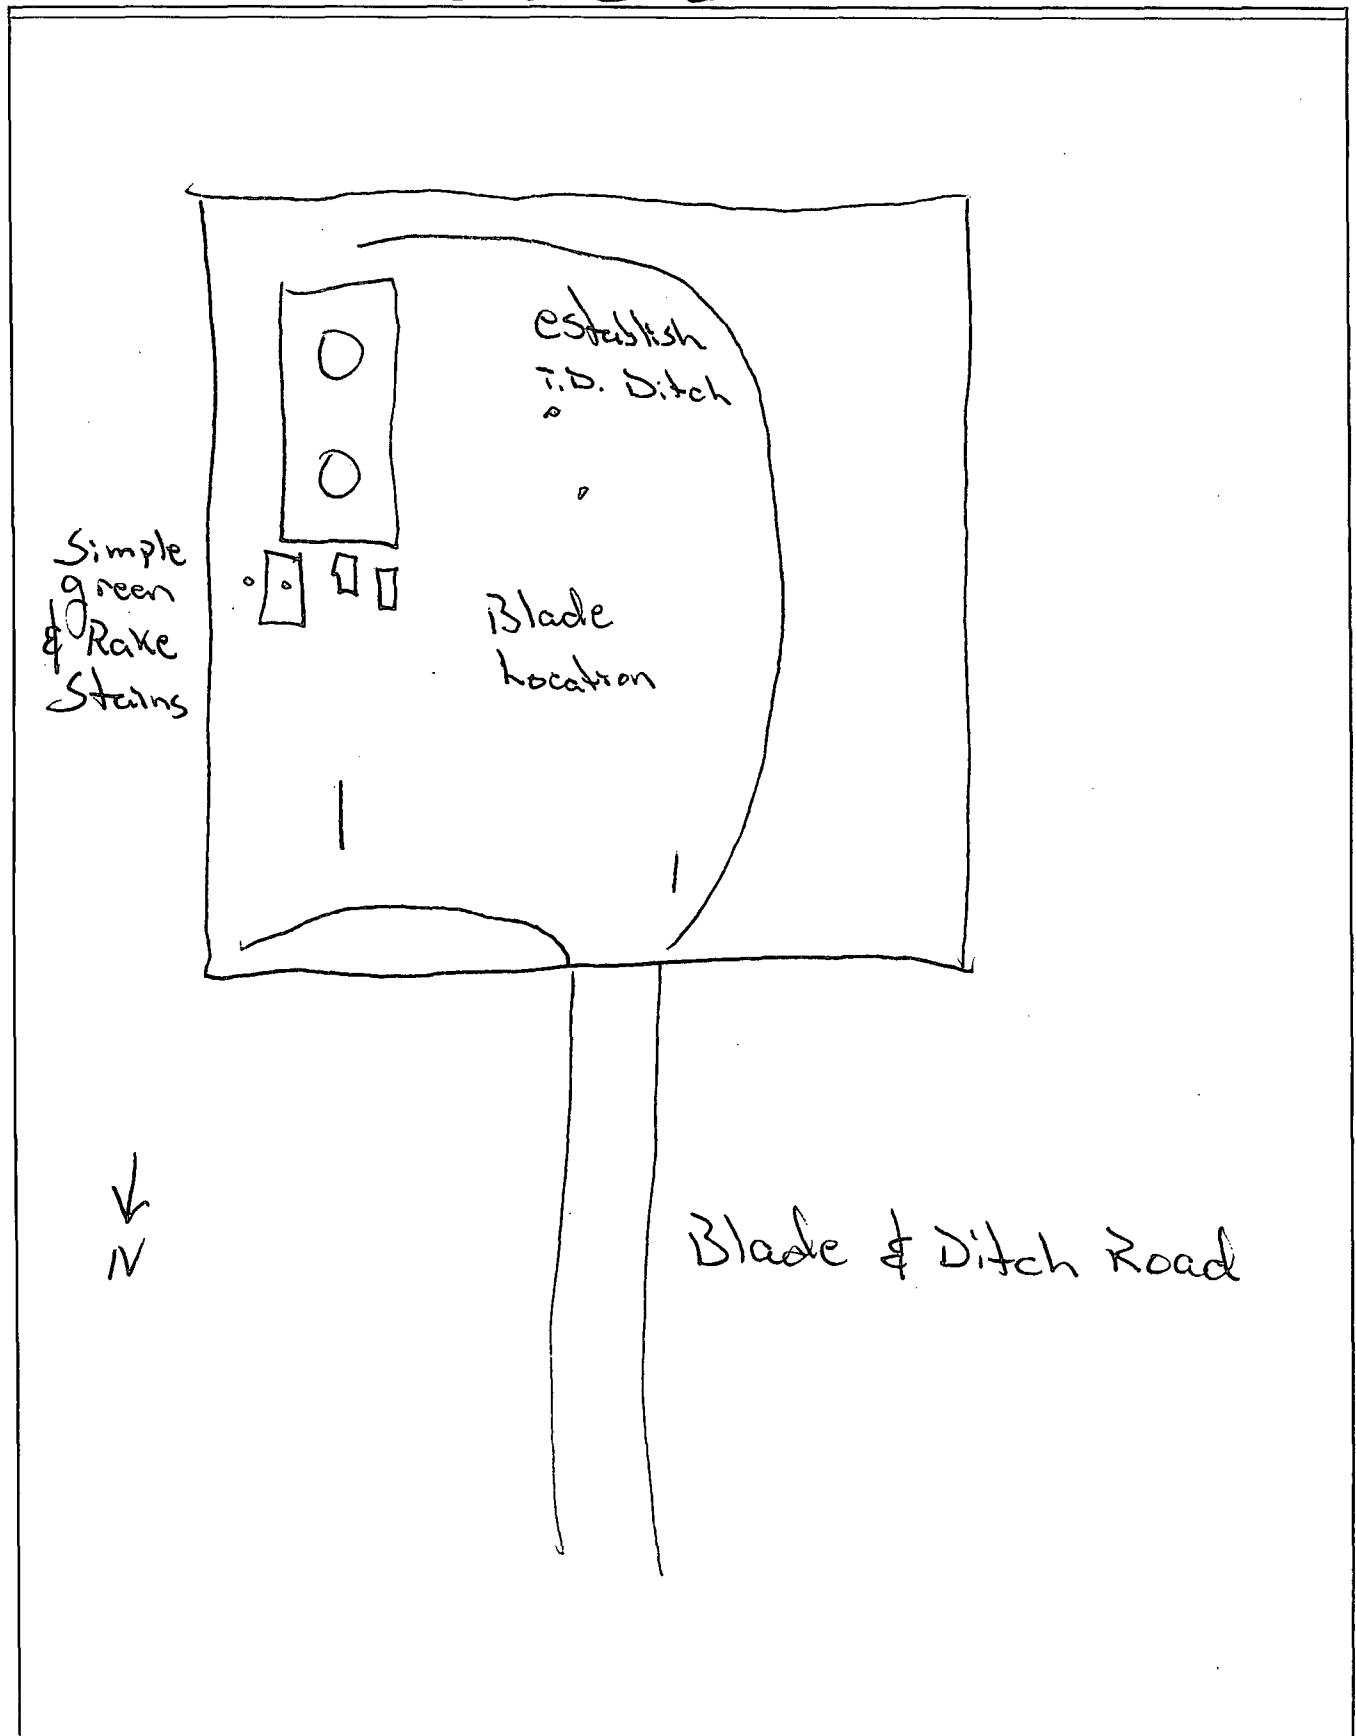 establish
T.D. Ditch
Simple
green
& Rake
Stains
Blade
Location
N
Blade & Ditch Road